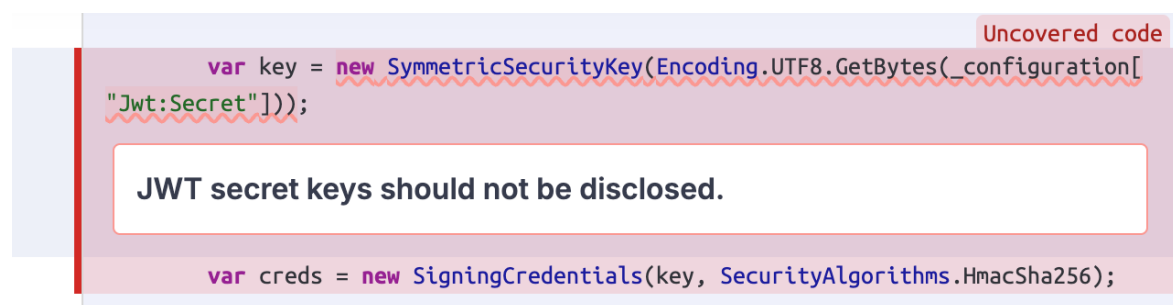 Uncovered code
var key = new SymmetricSecurityKey(Encoding.UTF8.GetBytes(_configuration[
"Jwt:Secret"]));
JWT secret keys should not be disclosed.
var creds = new SigningCredentials(key, SecurityAlgorithms.HmacSha256);